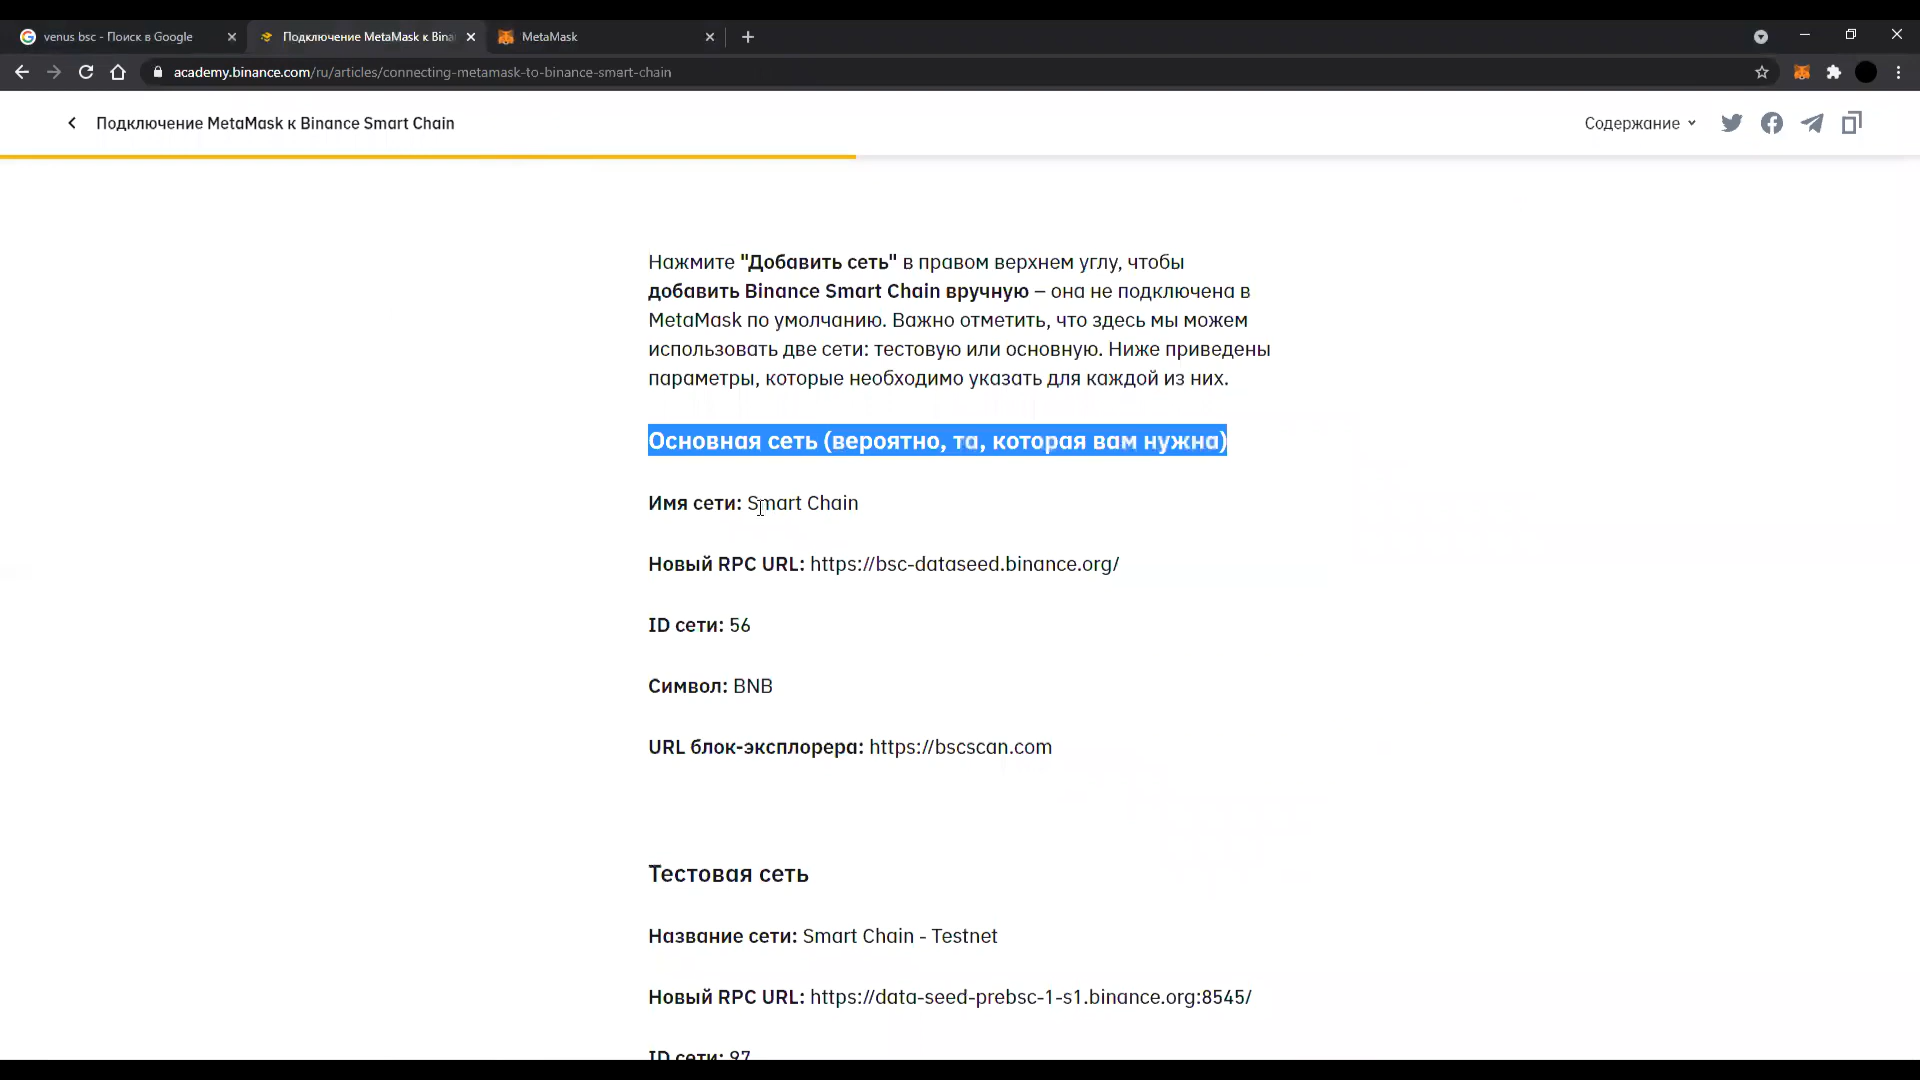 venus bsc - Поиск в Google
Подключение MetaMask к Bina
MetaMask
academy.binance.com/ru/articles/connecting-metamask-to-binance-smart-chain
Подключение MetaMask к Binance Smart Chain
Содержание
Нажмите "Добавить сеть" в правом верхнем углу, чтобы
добавить Binance Smart Chain вручную – она не подключена в
MetaMask по умолчанию. Важно отметить, что здесь мы можем
использовать две сети: тестовую или основную. Ниже приведены
параметры, которые необходимо указать для каждой из них.
Основная сеть (вероятно, та, которая вам нужна)
Имя сети: Smart Chain
Новый RPC URL: https://bsc-dataseed.binance.org/
ID сети: 56
Символ: BNB
URL блок-эксплорера: https://bscscan.com
Тестовая сеть
Название сети: Smart Chain - Testnet
Новый RPC URL: https://data-seed-prebsc-1-s1.binance.org:8545/
ID сети: 97